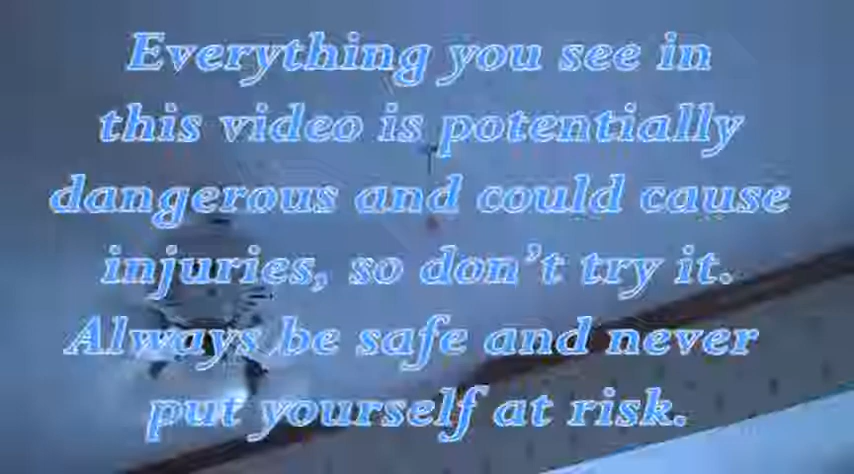 Everything you see in
this video is potentially
dangerous and could cause
injuries, so don't try it.
Always be safe and never
put yourself at risk.